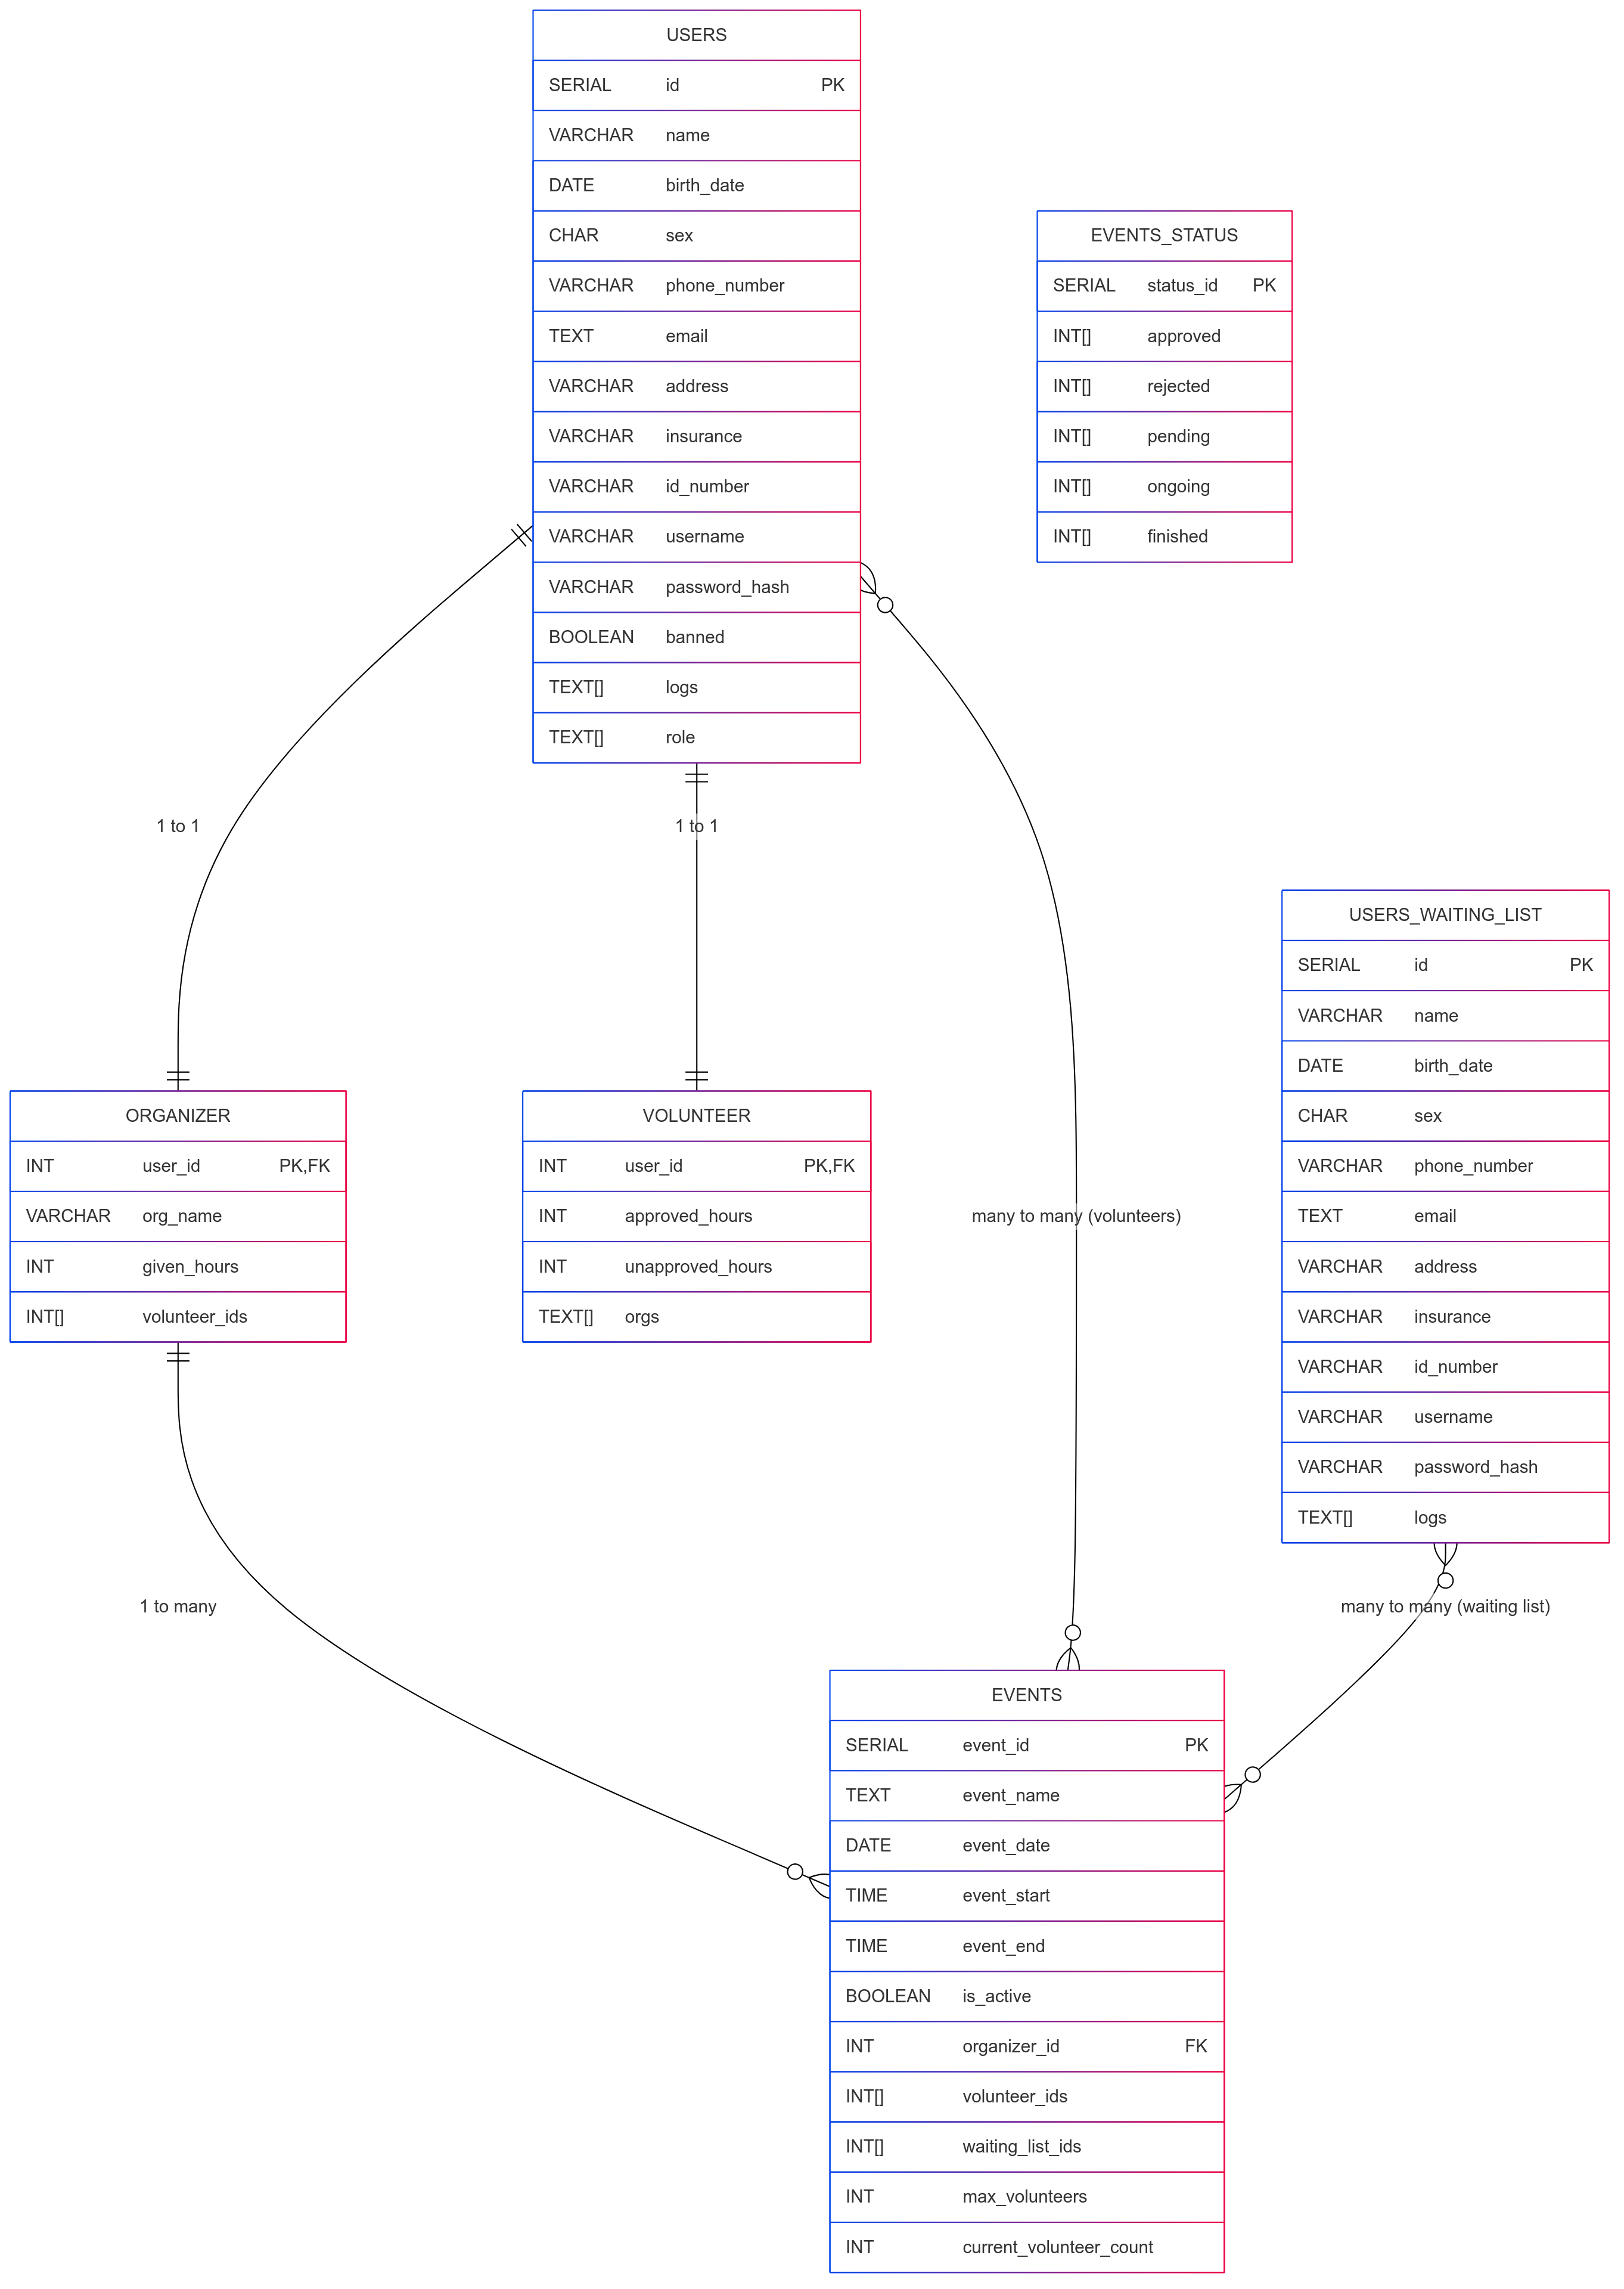 USERS
SERIAL id PK
VARCHAR name
DATE birth_date
CHAR sex
VARCHAR phone_number
TEXT email
VARCHAR address
VARCHAR insurance
VARCHAR id_number
VARCHAR username
VARCHAR password_hash
BOOLEAN banned
TEXT[] logs
TEXT[] role
EVENTS_STATUS
SERIAL status_id PK
INT[] approved
INT[] rejected
INT[] pending
INT[] ongoing
INT[] finished
1 to 1
1 to 1
USERS_WAITING_LIST
SERIAL id PK
VARCHAR name
DATE birth_date
CHAR sex
VARCHAR phone_number
TEXT email
VARCHAR address
VARCHAR insurance
VARCHAR id_number
VARCHAR username
VARCHAR password_hash
TEXT[] logs
ORGANIZER
INT user_id PK,FK
VARCHAR org_name
INT given_hours
INT[] volunteer_ids
VOLUNTEER
INT user_id PK,FK
INT approved_hours
INT unapproved_hours
TEXT[] orgs
many to many (volunteers)
1 to many
many to many (waiting list)
EVENTS
SERIAL event_id PK
TEXT event_name
DATE event_date
TIME event_start
TIME event_end
BOOLEAN is_active
INT organizer_id FK
INT[] volunteer_ids
INT[] waiting_list_ids
INT max_volunteers
INT current_volunteer_count